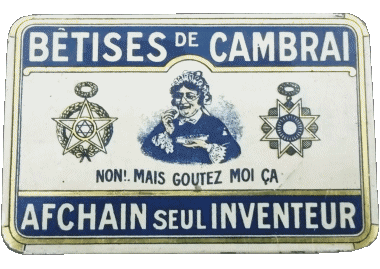 BÊTISES DE CAMBRAI
NON!. MAIS GOUTEZ MOI ÇA
AFCHAIN SEUL INVENTEUR